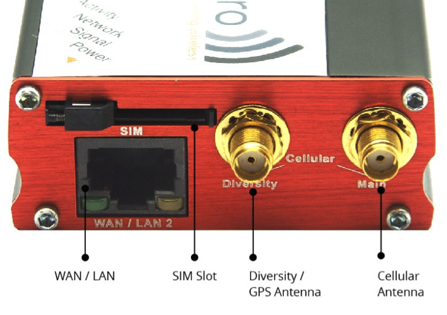 Activity
Network
Signal
Power
ro
SIM
Cellular
Diversity Main
WAN / LAN 2
WAN / LAN
SIM Slot
Diversity /
GPS Antenna
Cellular
Antenna